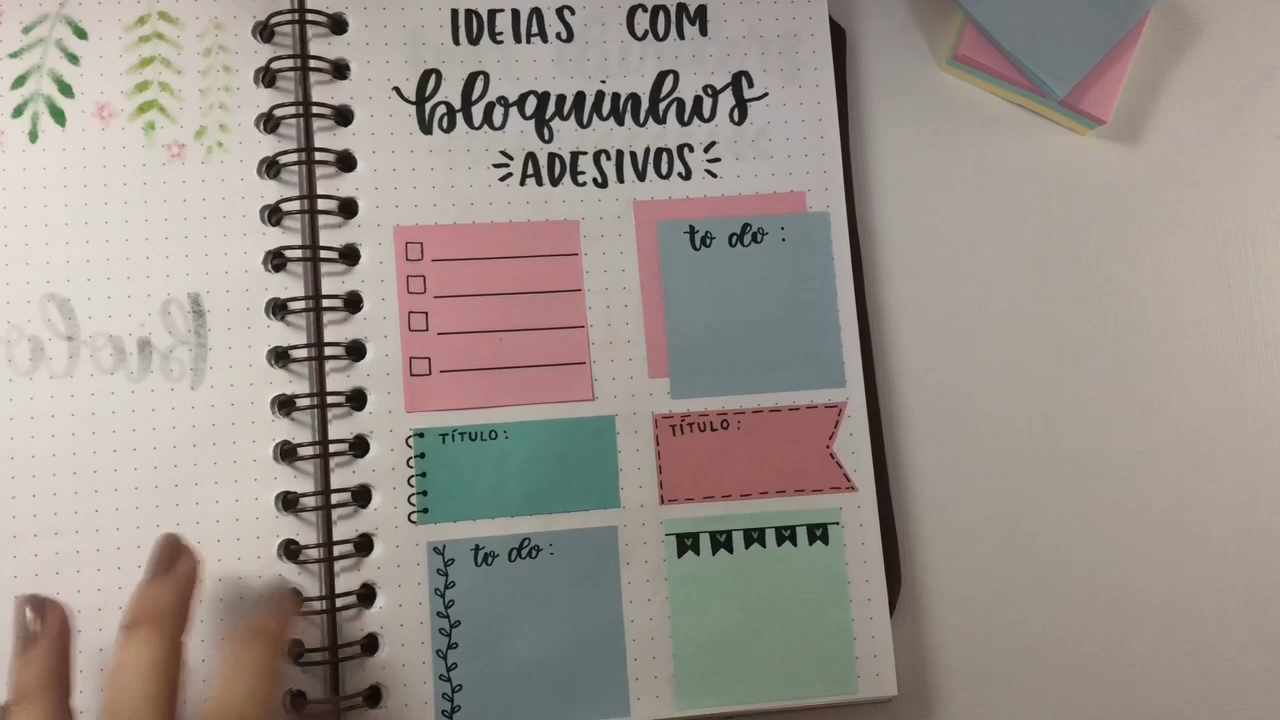 IDEIAS COM
bloquinhos
ADESIVOS
to do :
TÍTULO:
TÍTULO:
to do: